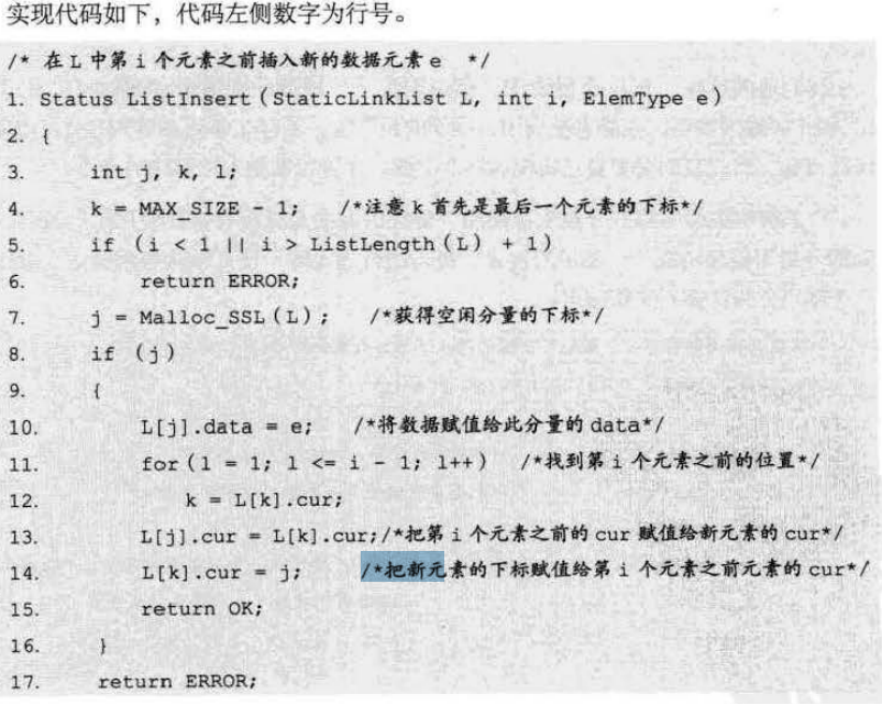 实现代码如下，代码左侧数字为行号。
/* 在 L 中第 i 个元素之前插入新的数据元素 e */
1. Status ListInsert(StaticLinkList L, int i, ElemType e)
2. {
3. int j, k, l;
4. k = MAX_SIZE - 1; /*注意 k 首先是最后一个元素的下标*/
5. if (i < 1 || i > ListLength(L) + 1)
6. return ERROR;
7. j = Malloc_SSL(L); /*获得空闲分量的下标*/
8. if (j)
9. {
10. L[j].data = e; /*将数据赋值给此分量的 data*/
11. for(l = 1; l <= i - 1; l++) /*找到第 i 个元素之前的位置*/
12. k = L[k].cur;
13. L[j].cur = L[k].cur;/*把第 i 个元素之前的 cur 赋值给新元素的 cur*/
14. L[k].cur = j; /*把新元素的下标赋值给第 i 个元素之前元素的 cur*/
15. return OK;
16. }
17. return ERROR;